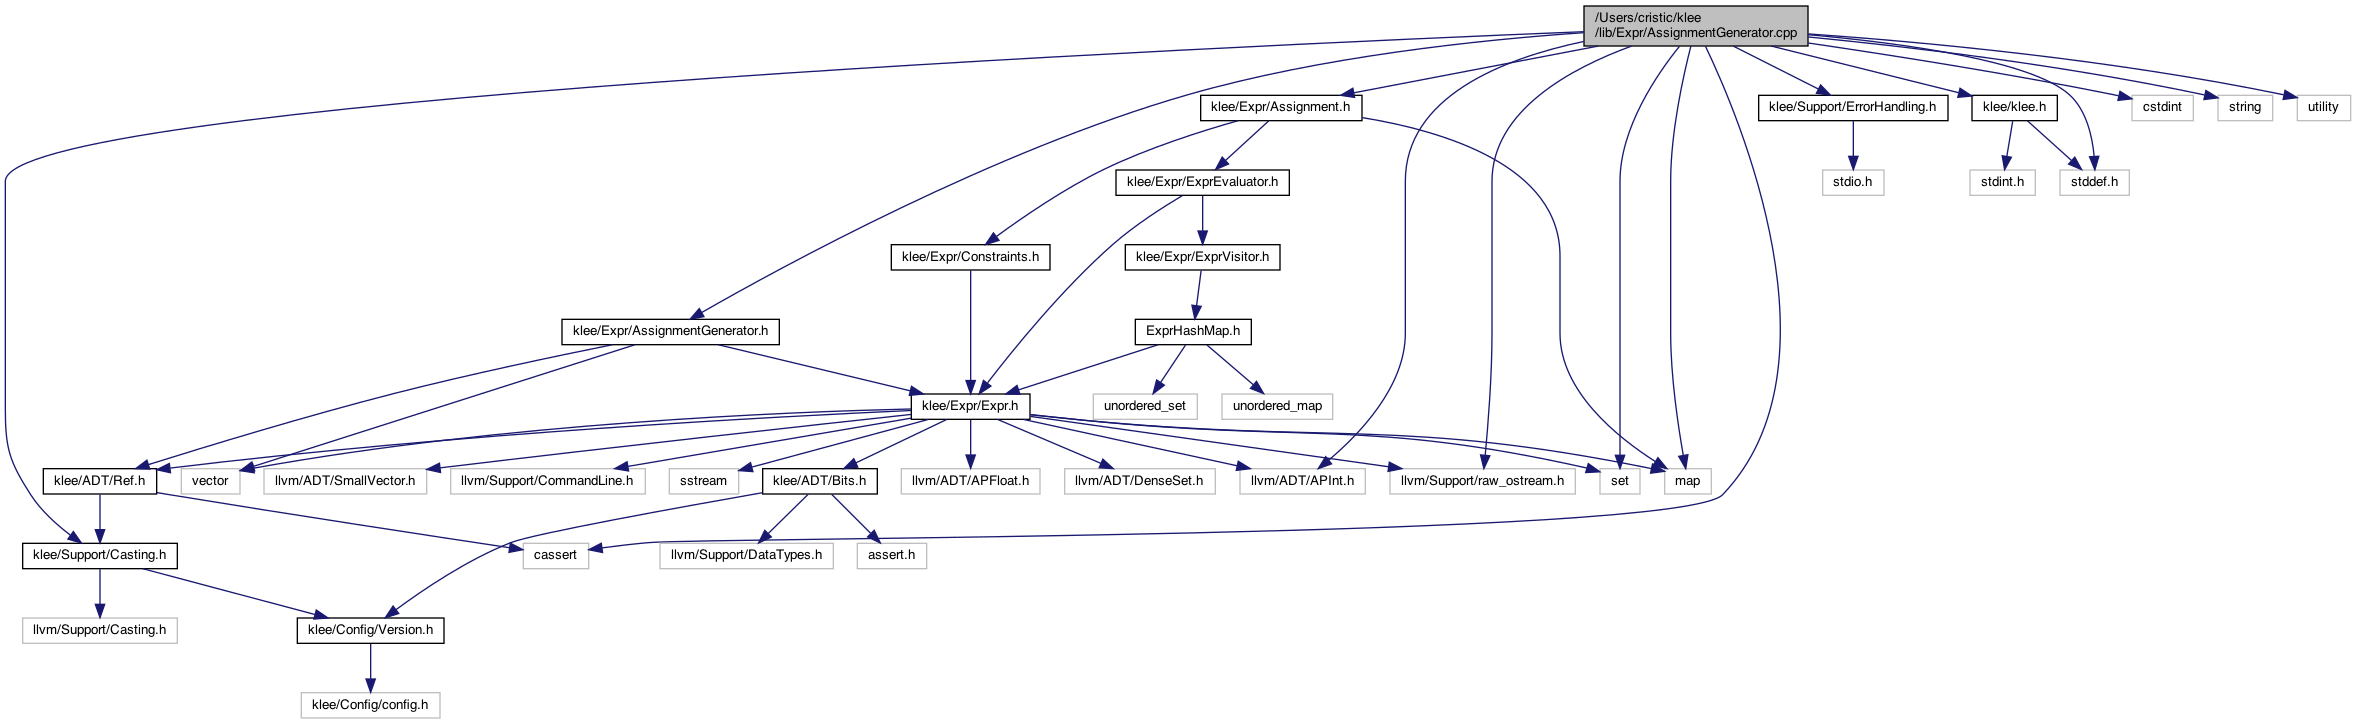 /Users/cristic/klee
/lib/Expr/AssignmentGenerator.cpp
klee/Expr/Assignment.h
klee/Support/ErrorHandling.h
klee/klee.h
cstdint
string
utility
klee/Expr/ExprEvaluator.h
stdio.h
stdint.h
stddef.h
klee/Expr/Constraints.h
klee/Expr/ExprVisitor.h
klee/Expr/AssignmentGenerator.h
ExprHashMap.h
klee/Expr/Expr.h
unordered_set
unordered_map
klee/ADT/Ref.h
vector
llvm/ADT/SmallVector.h
llvm/Support/CommandLine.h
sstream
klee/ADT/Bits.h
llvm/ADT/APFloat.h
llvm/ADT/DenseSet.h
llvm/ADT/APInt.h
llvm/Support/raw_ostream.h
set
map
klee/Support/Casting.h
cassert
llvm/Support/DataTypes.h
assert.h
llvm/Support/Casting.h
klee/Config/Version.h
klee/Config/config.h